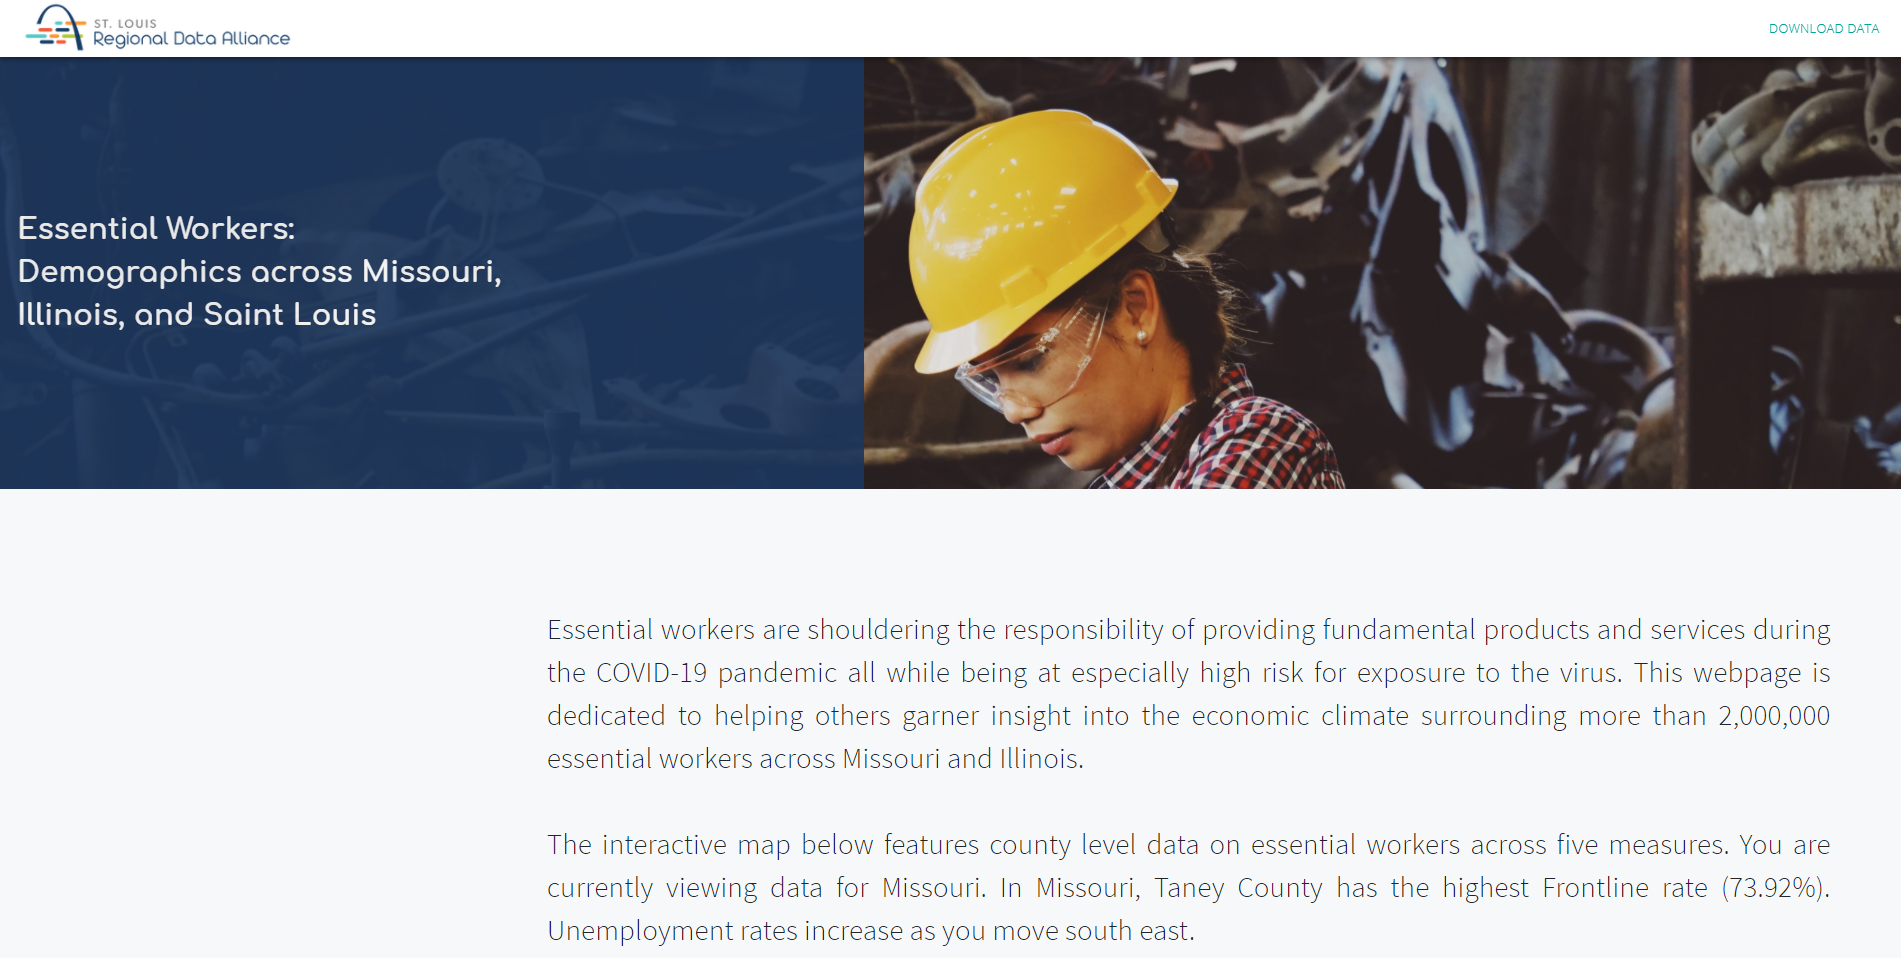 ST. LOUIS
Regional Data Alliance
DOWNLOAD DATA
Essential Workers:
Demographics across Missouri,
Illinois, and Saint Louis
Essential workers are shouldering the responsibility of providing fundamental products and services during
the COVID-19 pandemic all while being at especially high risk for exposure to the virus. This webpage is
dedicated to helping others garner insight into the economic climate surrounding more than 2,000,000
essential workers across Missouri and Illinois.
The interactive map below features county level data on essential workers across five measures. You are
currently viewing data for Missouri. In Missouri, Taney County has the highest Frontline rate (73.92%).
Unemployment rates increase as you move south east.